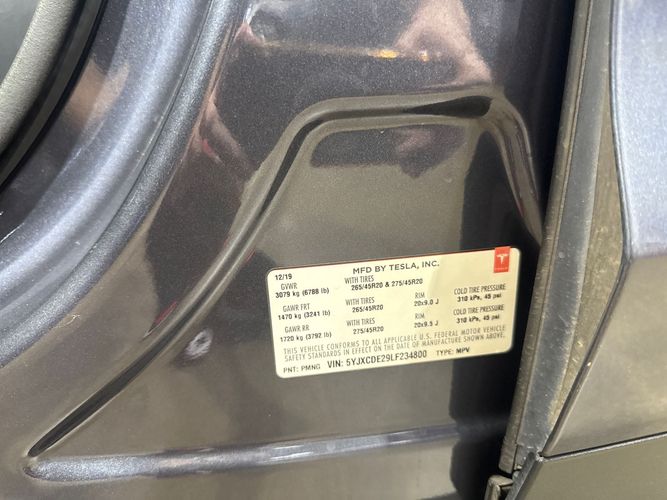 MFD BY TESLA, INC.
12/19
GVWR WITH TIRES
3079 kg (6788 lb) 265/45R20 & 275/45R20
GAWR FRT WITH TIRES RIM COLD TIRE PRESSURE
1470 kg (3241 lb) 265/45R20 20x9.0 J 310 kPa, 45 psi
GAWR RR WITH TIRES RIM COLD TIRE PRESSURE
1720 kg (3792 lb) 275/45R20 20x9.5 J 310 kPa, 45 psi
THIS VEHICLE CONFORMS TO ALL APPLICABLE U.S. FEDERAL MOTOR VEHICLE
SAFETY STANDARDS IN EFFECT ON THE DATE OF MANUFACTURE SHOWN ABOVE.
PNT: PMNG VIN: 5YJXCDE29LF234800 TYPE: MPV